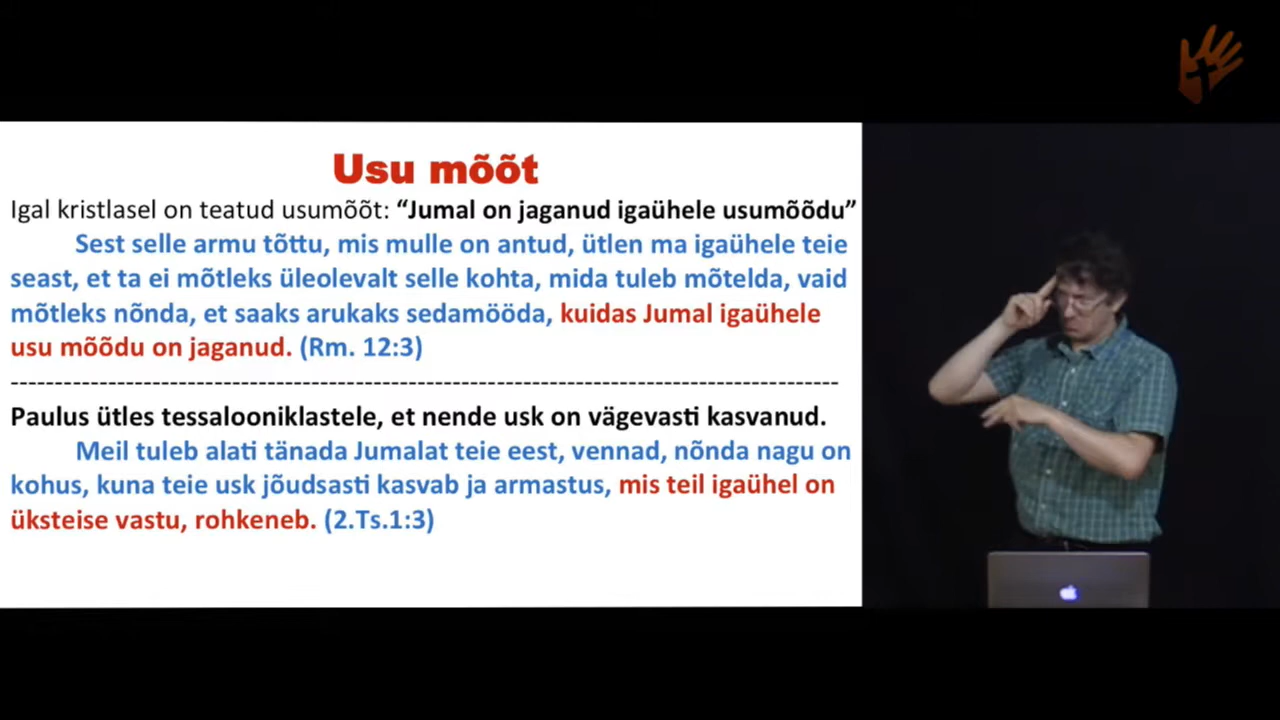 Usu mõõt
Igal kristlasel on teatud usumõõt: “Jumal on jaganud igaühele usumõõdu”
Sest selle armu tõttu, mis mulle on antud, ütlen ma igaühele teie
seast, et ta ei mõtleks üleolevalt selle kohta, mida tuleb mõtelda, vaid
mõtleks nõnda, et saaks arukaks sedamööda, kuidas Jumal igaühele
usu mõõdu on jaganud. (Rm. 12:3)
---------------------------------------------------------------------------------------------
Paulus ütles tessalooniklastele, et nende usk on vägevasti kasvanud.
Meil tuleb alati tänada Jumalat teie eest, vennad, nõnda nagu on
kohus, kuna teie usk jõudsasti kasvab ja armastus, mis teil igaühel on
üksteise vastu, rohkeneb. (2.Ts.1:3)